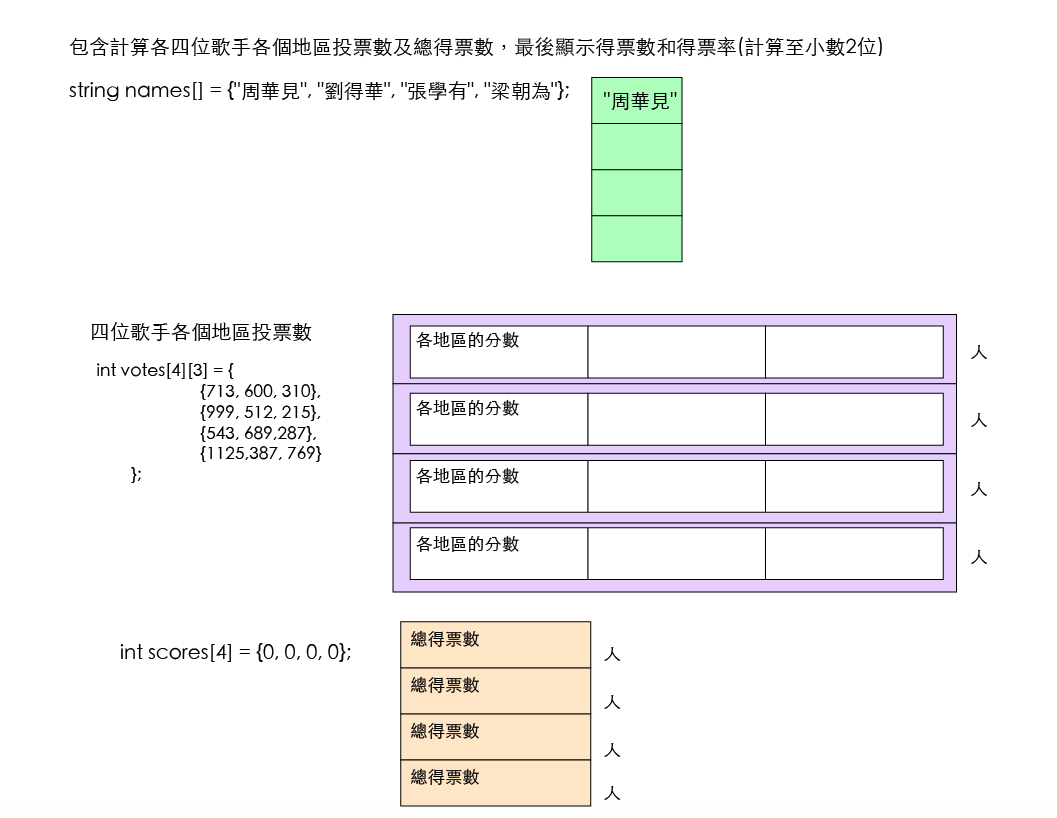 包含計算各四位歌手各個地區投票數及總得票數，最後顯示得票數和得票率(計算至小數2位)
string names[] = {"周華見", "劉得華", "張學有", "梁朝為"};
"周華見"
四位歌手各個地區投票數
int votes[4][3] = {
{713, 600, 310},
{999, 512, 215},
{543, 689,287},
{1125,387, 769}
};
各地區的分數
人
各地區的分數
人
各地區的分數
人
各地區的分數
人
int scores[4] = {0, 0, 0, 0};
總得票數
人
總得票數
人
總得票數
人
總得票數
人